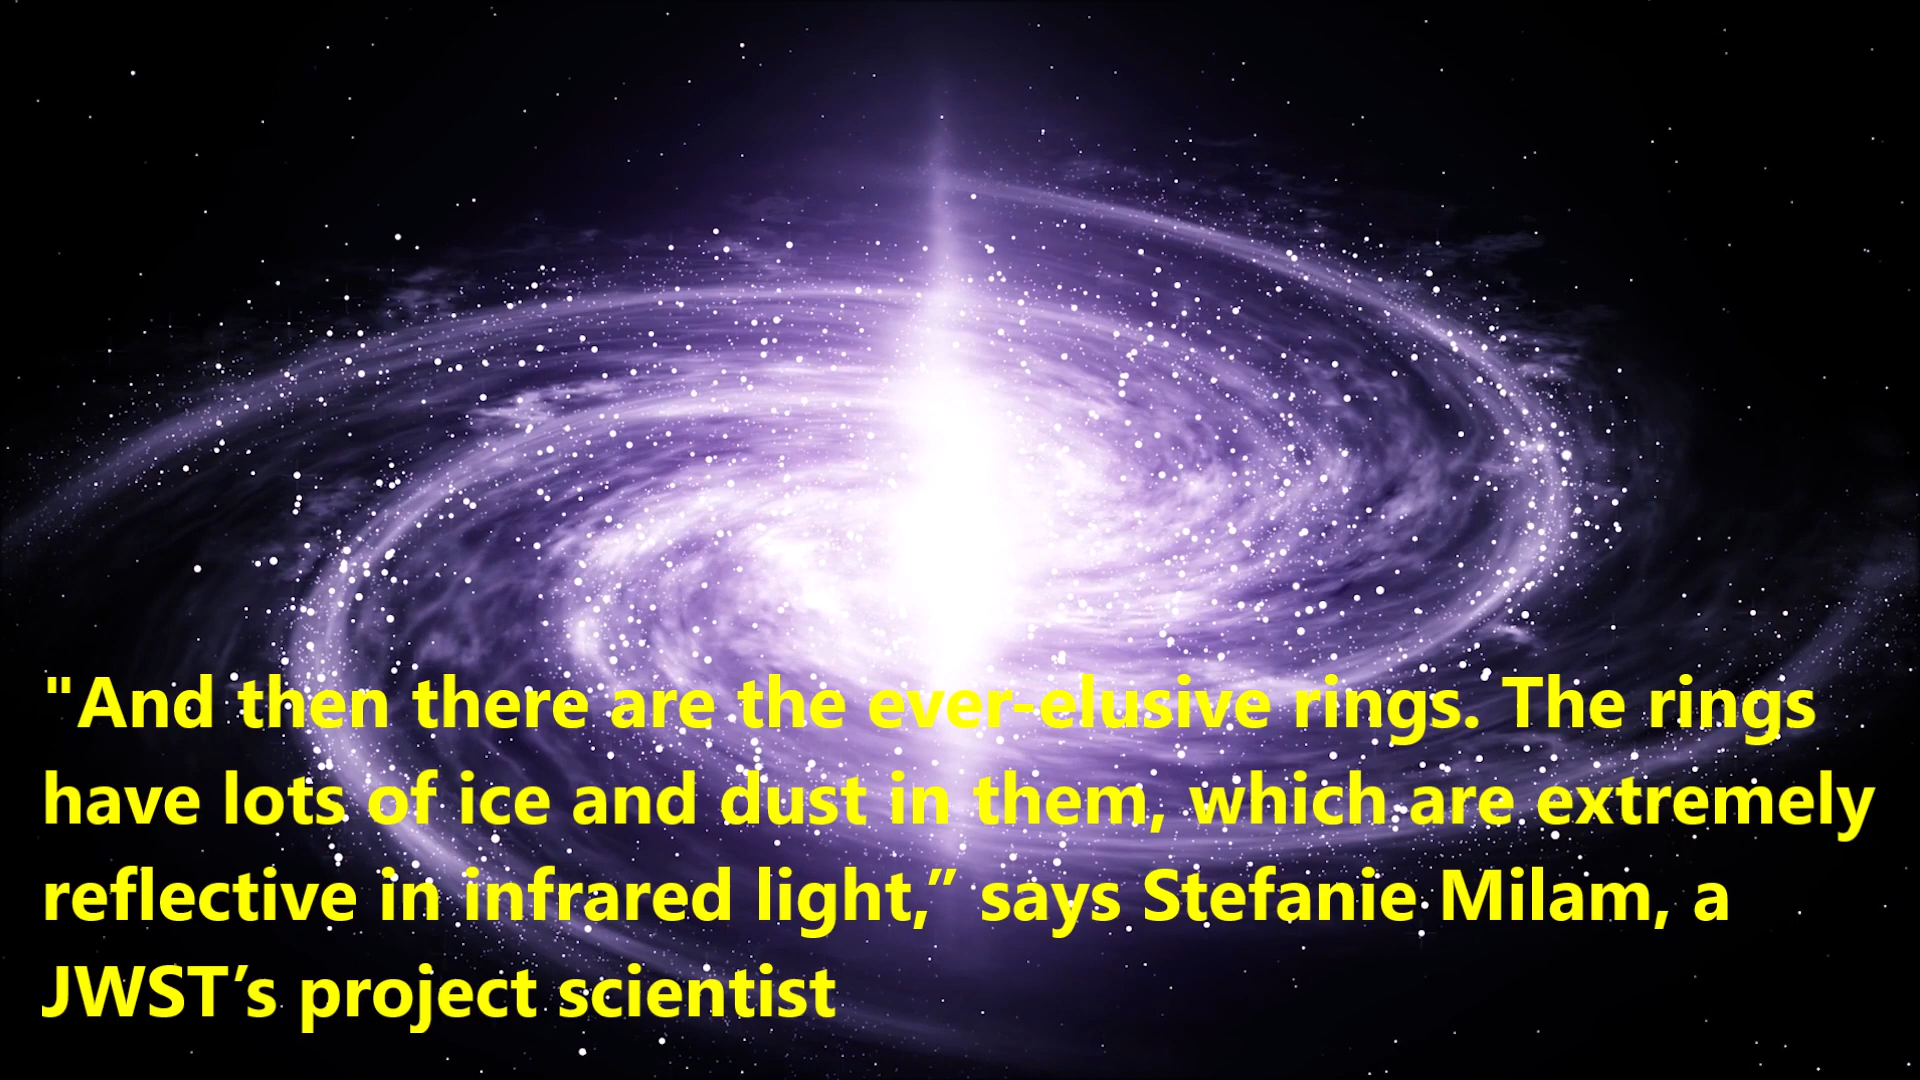 "And then there are the ever-elusive rings. The rings
have lots of ice and dust in them, which are extremely
reflective in infrared light,” says Stefanie Milam, a
JWST’s project scientist